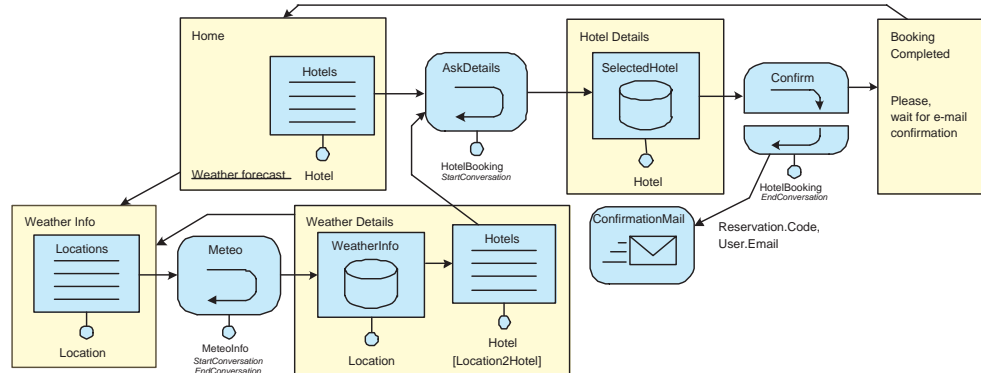 Home
Hotels
Hotel
Weather forecast
AskDetails
HotelBooking
StartConversation
Hotel Details
SelectedHotel
Hotel
Confirm
HotelBooking
EndConversation
Booking
Completed
Please,
wait for e-mail
confirmation
Weather Info
Locations
Location
Meteo
MeteoInfo
StartConversation
EndConversation
Weather Details
WeatherInfo
Location
Hotels
Hotel
[Location2Hotel]
ConfirmationMail
Reservation.Code,
User.Email